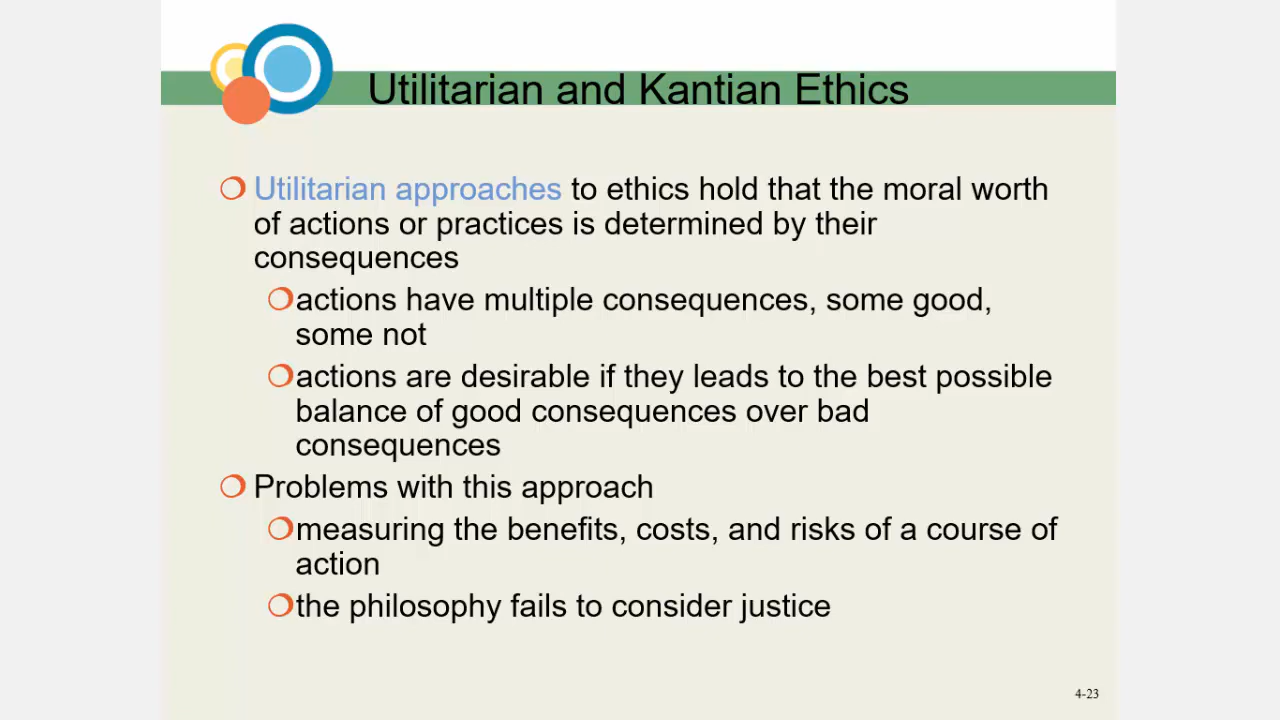 Utilitarian and Kantian Ethics
Utilitarian approaches to ethics hold that the moral worth
of actions or practices is determined by their
consequences
actions have multiple consequences, some good,
some not
actions are desirable if they leads to the best possible
balance of good consequences over bad
consequences
Problems with this approach
measuring the benefits, costs, and risks of a course of
action
the philosophy fails to consider justice
4-23